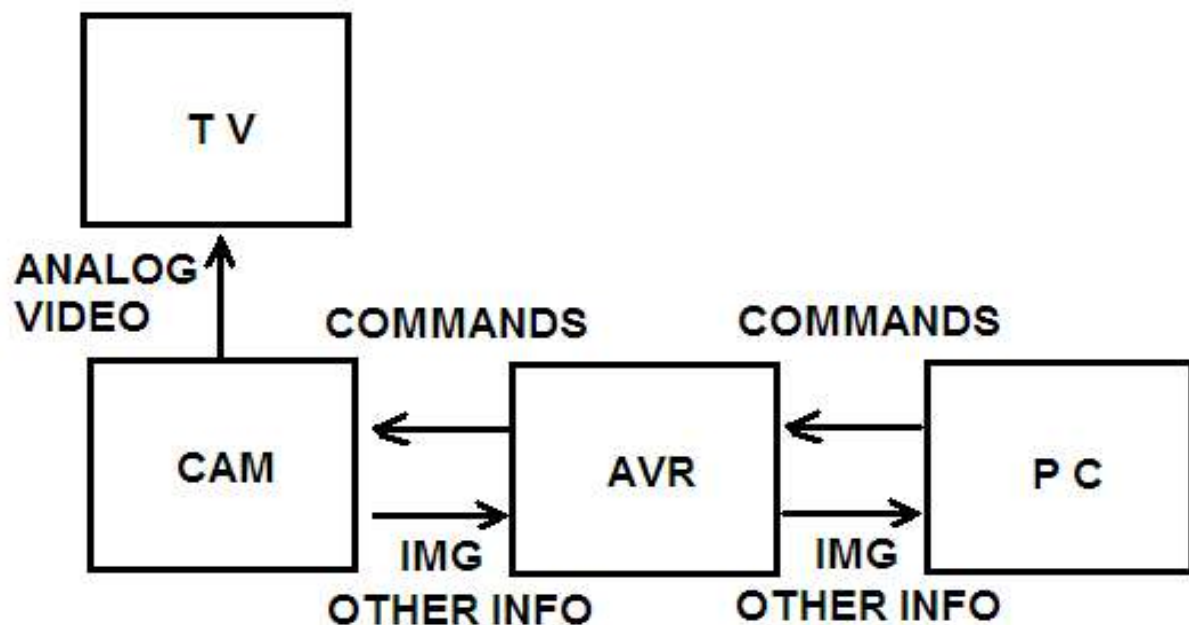 T V
ANALOG
VIDEO
COMMANDS
COMMANDS
CAM
AVR
P C
IMG
OTHER INFO
IMG
OTHER INFO